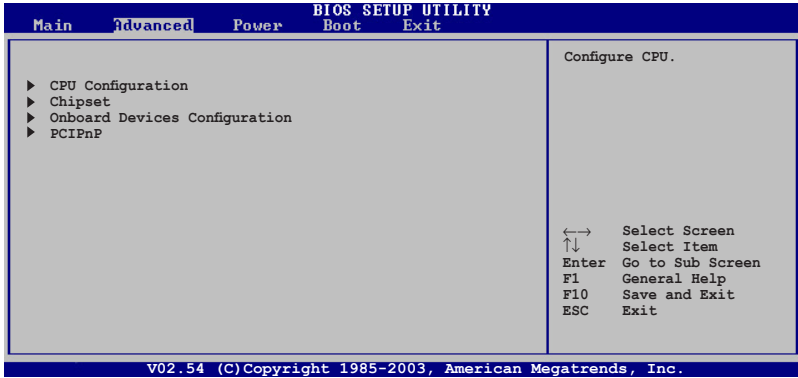 BIOS SETUP UTILITY
Main Advanced Power Boot Exit
Configure CPU.
▶ CPU Configuration
▶ Chipset
▶ Onboard Devices Configuration
▶ PCIPnP
←→ Select Screen
↑↓ Select Item
Enter Go to Sub Screen
F1 General Help
F10 Save and Exit
ESC Exit
V02.54 (C)Copyright 1985-2003, American Megatrends, Inc.